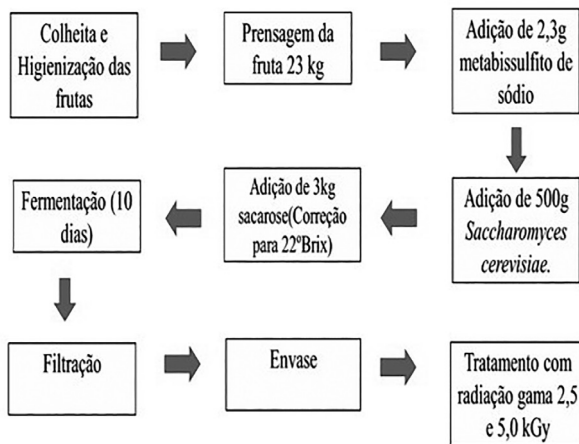 Colheita e
Higienização das
frutas
Prensagem da
fruta 23 kg
Adição de 2,3g
metabissulfito de
sódio
Adição de 500g
Saccharomyces
cerevisiae.
Adição de 3kg
sacarose(Correção
para 22ºBrix)
Fermentação (10
dias)
Filtração
Envase
Tratamento com
radiação gama 2,5
e 5,0 kGy